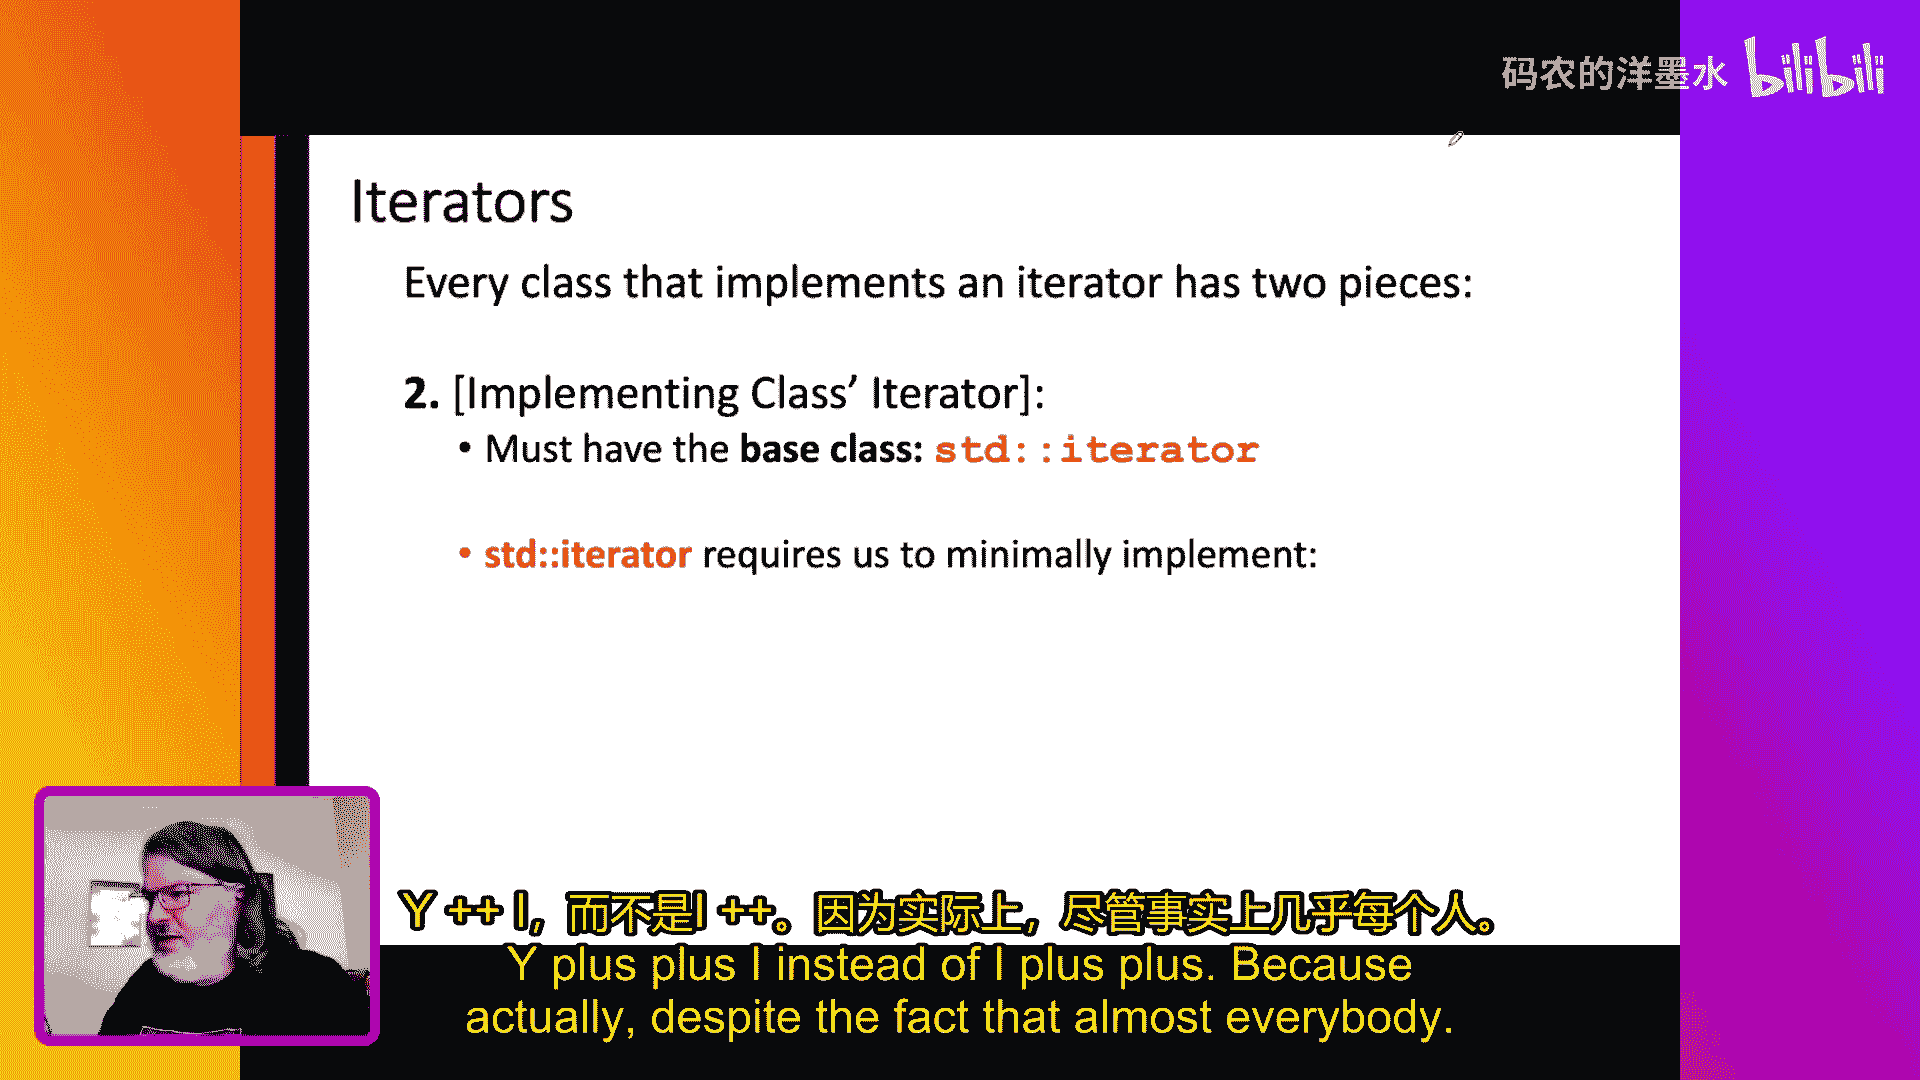 码农的洋墨水 bilibili
Iterators
Every class that implements an iterator has two pieces:
2. [Implementing Class’ Iterator]:
• Must have the base class: std::iterator
• std::iterator requires us to minimally implement:
Y ++ I，而不是I ++。因为实际上，尽管事实上几乎每个人。
Y plus plus I instead of I plus plus. Because
actually, despite the fact that almost everybody.